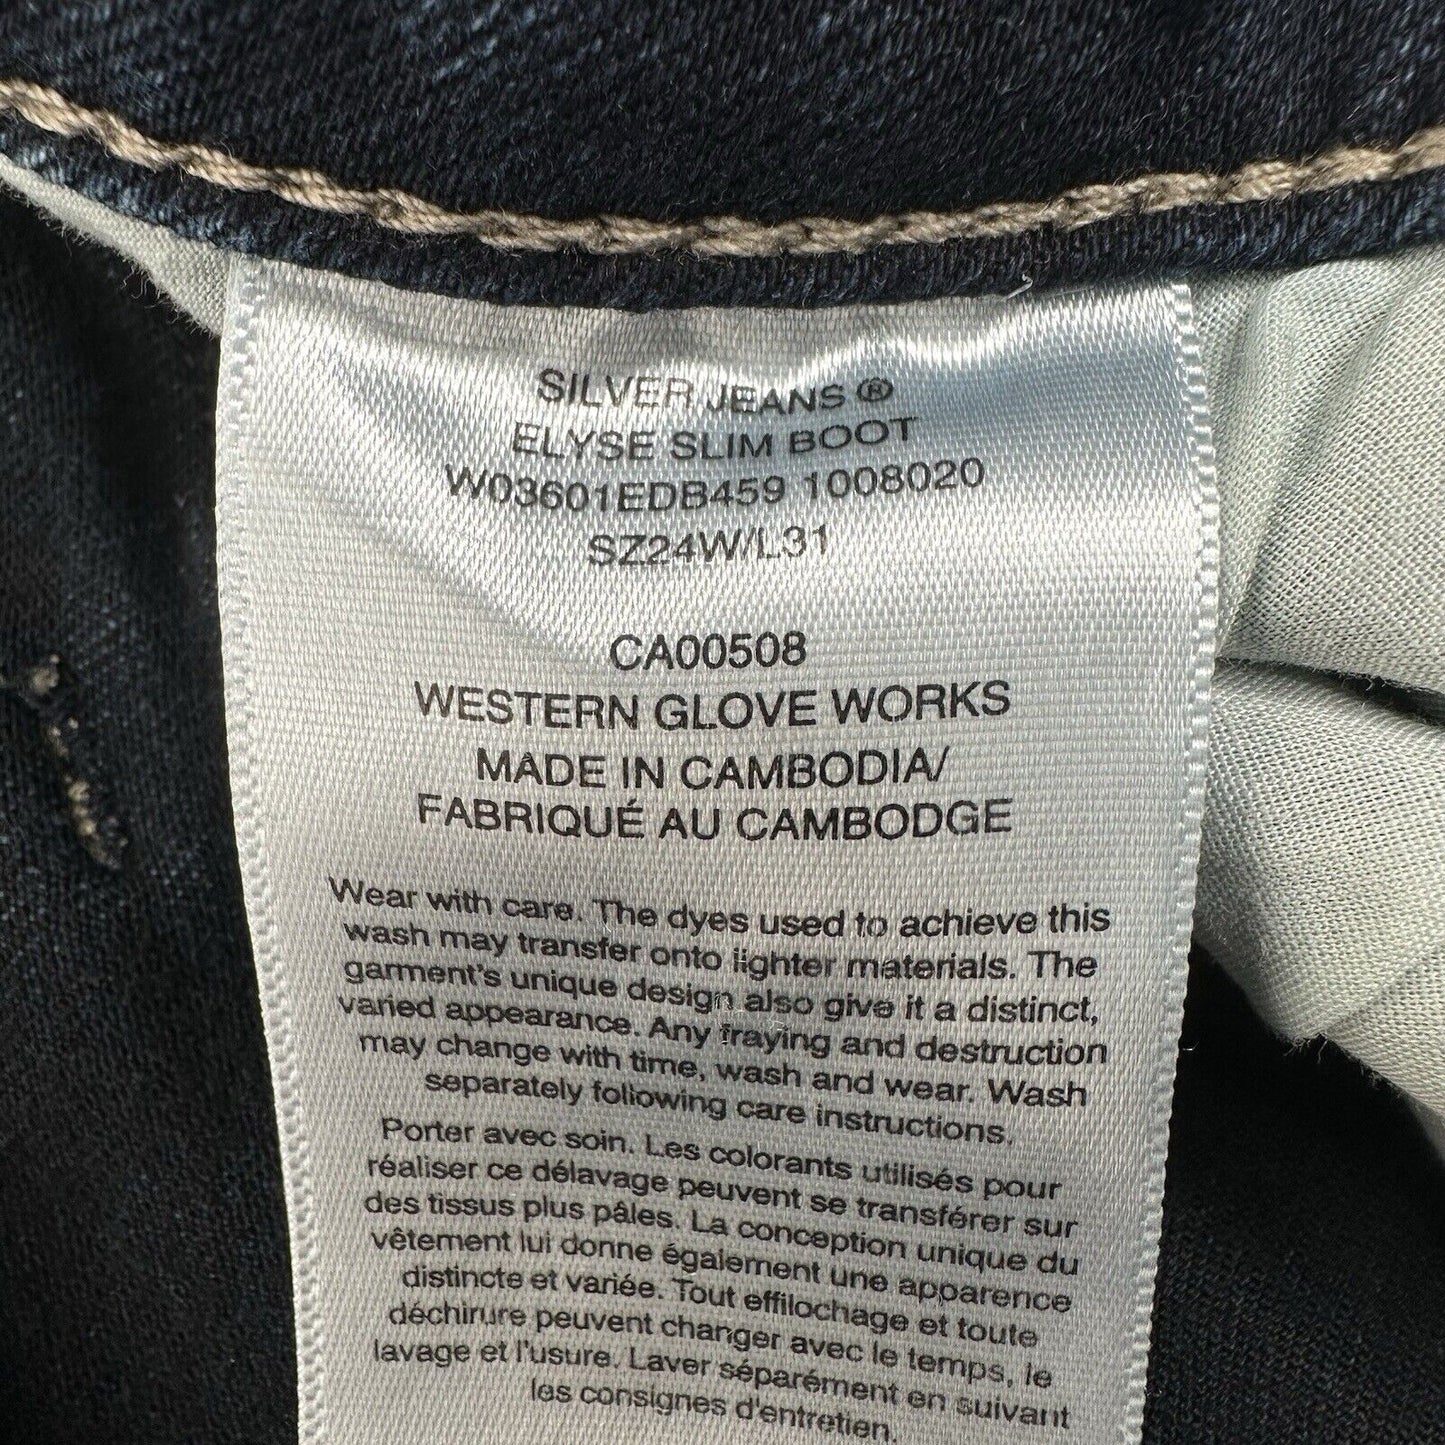 SILVER JEANS ®
ELYSE SLIM BOOT
W03601EDB459 1008020
SZ24W/L31
CA00508
WESTERN GLOVE WORKS
MADE IN CAMBODIA/
FABRIQUÉ AU CAMBODGE
Wear with care. The dyes used to achieve this
wash may transfer onto lighter materials. The
garment's unique design also give it a distinct,
varied appearance. Any fraying and destruction
may change with time, wash and wear. Wash
separately following care instructions.
Porter avec soin. Les colorants utilisés pour
réaliser ce délavage peuvent se transférer sur
des tissus plus pâles. La conception unique du
vêtement lui donne également une apparence
distincte et variée. Tout effilochage et toute
déchirure peuvent changer avec le temps, le
lavage et l'usure. Laver séparément en suivant
les consignes d'entretien.